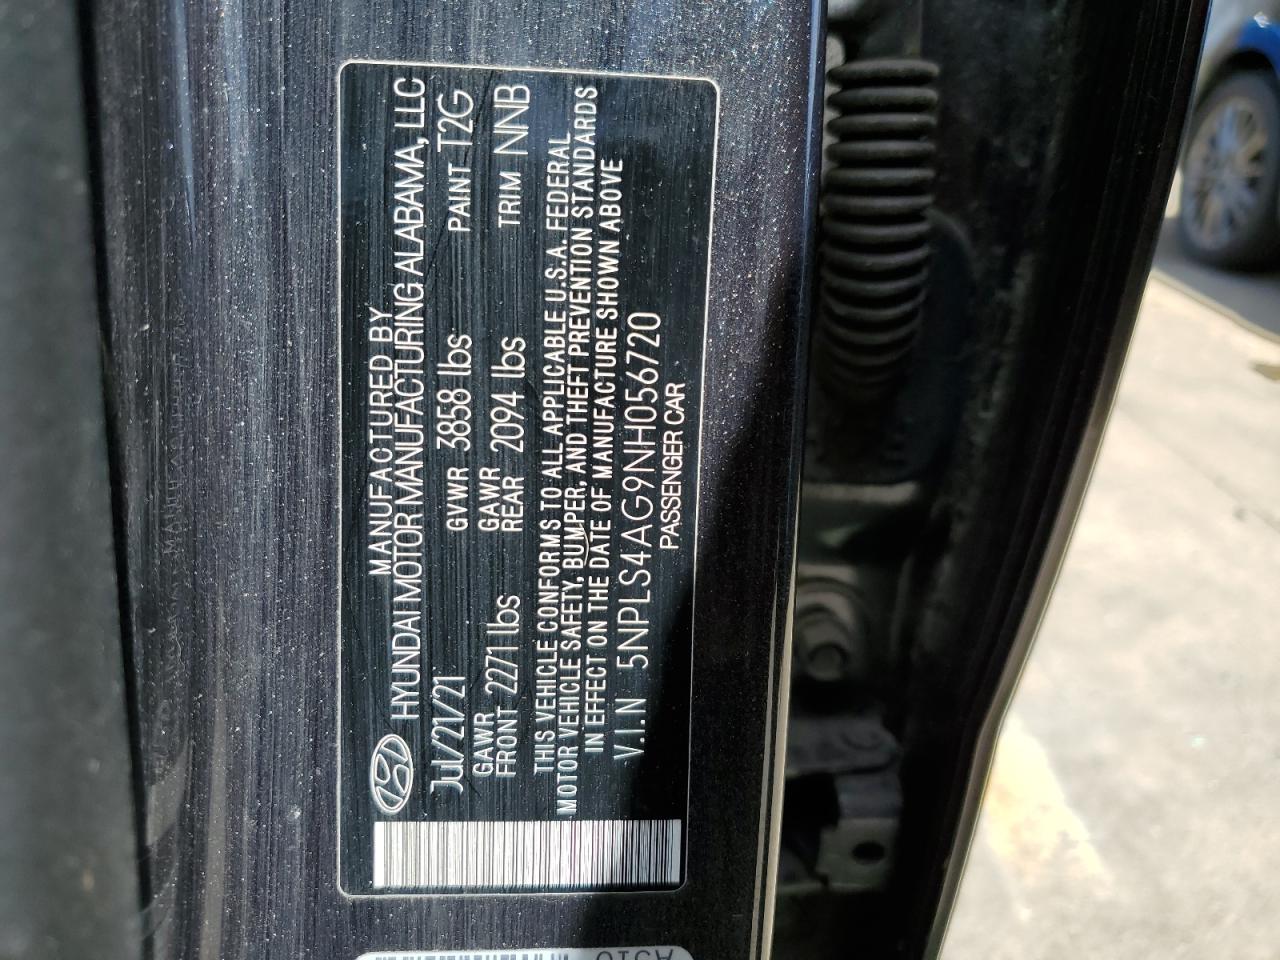 MANUFACTURED BY
HYUNDAI MOTOR MANUFACTURING ALABAMA, LLC
Jul/21/21 GVWR 3858 lbs PAINT T2G
GAWR FRONT 2271 lbs GAWR REAR 2094 lbs TRIM NNB
THIS VEHICLE CONFORMS TO ALL APPLICABLE U.S.A. FEDERAL
MOTOR VEHICLE SAFETY, BUMPER, AND THEFT PREVENTION STANDARDS
IN EFFECT ON THE DATE OF MANUFACTURE SHOWN ABOVE
V.I.N 5NPLS4AG9NH056720
PASSENGER CAR